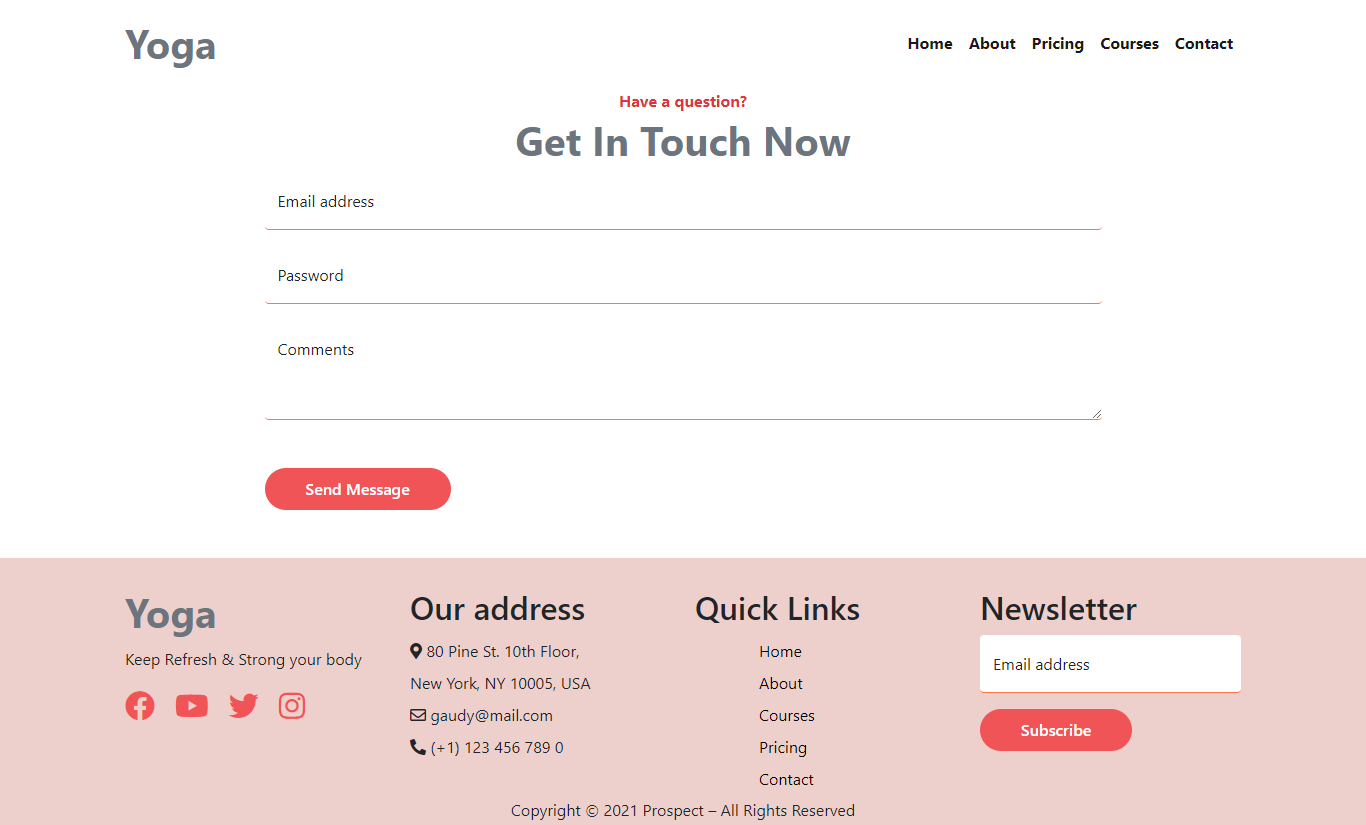 Yoga
Home About Pricing Courses Contact
Have a question?
Get In Touch Now
Email address
Password
Comments
Send Message
Yoga
Keep Refresh & Strong your body
Our address
80 Pine St. 10th Floor,
New York, NY 10005, USA
gaudy@mail.com
(+1) 123 456 789 0
Quick Links
Home
About
Courses
Pricing
Contact
Newsletter
Email address
Subscribe
Copyright © 2021 Prospect – All Rights Reserved